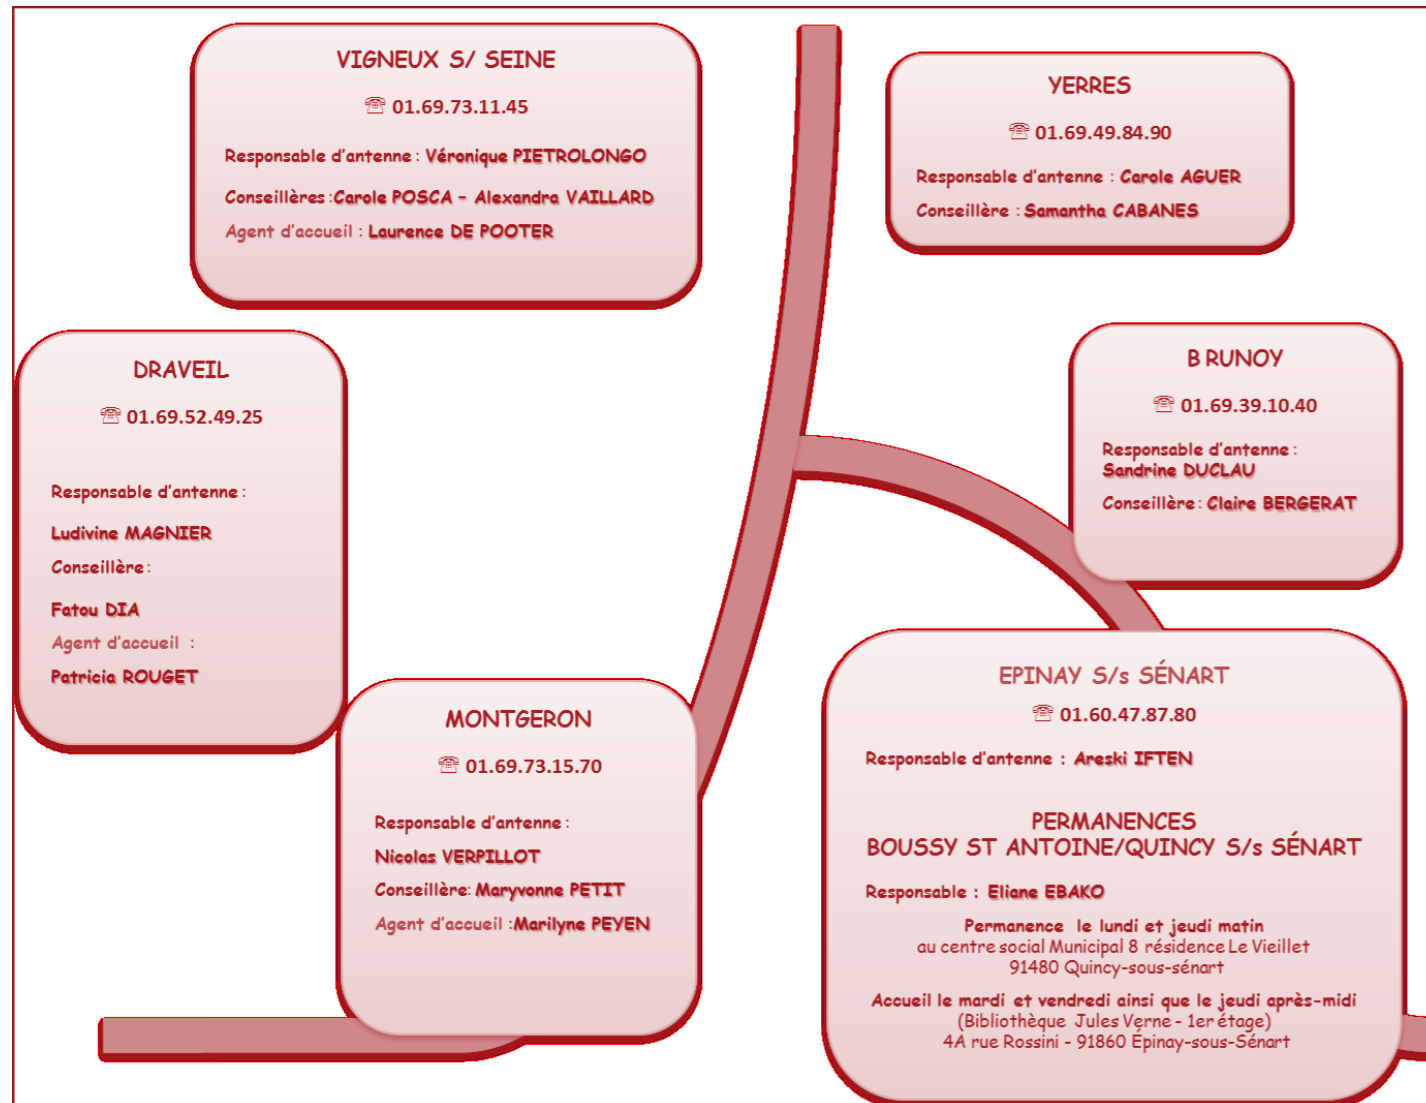 VIGNEUX S/ SEINE
☏ 01.69.73.11.45
Responsable d'antenne : Véronique PIETROLONGO
Conseillères :Carole POSCA – Alexandra VAILLARD
Agent d'accueil : Laurence DE POOTER
YERRES
☏ 01.69.49.84.90
Responsable d'antenne : Carole AGUER
Conseillère : Samantha CABANES
DRAVEIL
☏ 01.69.52.49.25
Responsable d'antenne :
Ludivine MAGNIER
Conseillère :
Fatou DIA
Agent d'accueil :
Patricia ROUGET
B RUNOY
☏ 01.69.39.10.40
Responsable d'antenne :
Sandrine DUCLAU
Conseillère : Claire BERGERAT
MONTGERON
☏ 01.69.73.15.70
Responsable d'antenne :
Nicolas VERPILLOT
Conseillère: Maryvonne PETIT
Agent d'accueil :Marilyne PEYEN
EPINAY S/s SÉNART
☏ 01.60.47.87.80
Responsable d'antenne : Areski IFTEN
PERMANENCES
BOUSSY ST ANTOINE/QUINCY S/s SÉNART
Responsable : Eliane EBAKO
Permanence le lundi et jeudi matin
au centre social Municipal 8 résidence Le Vieillet
91480 Quincy-sous-sénart
Accueil le mardi et vendredi ainsi que le jeudi après-midi
(Bibliothèque Jules Verne - 1er étage)
4A rue Rossini - 91860 Épinay-sous-Sénart